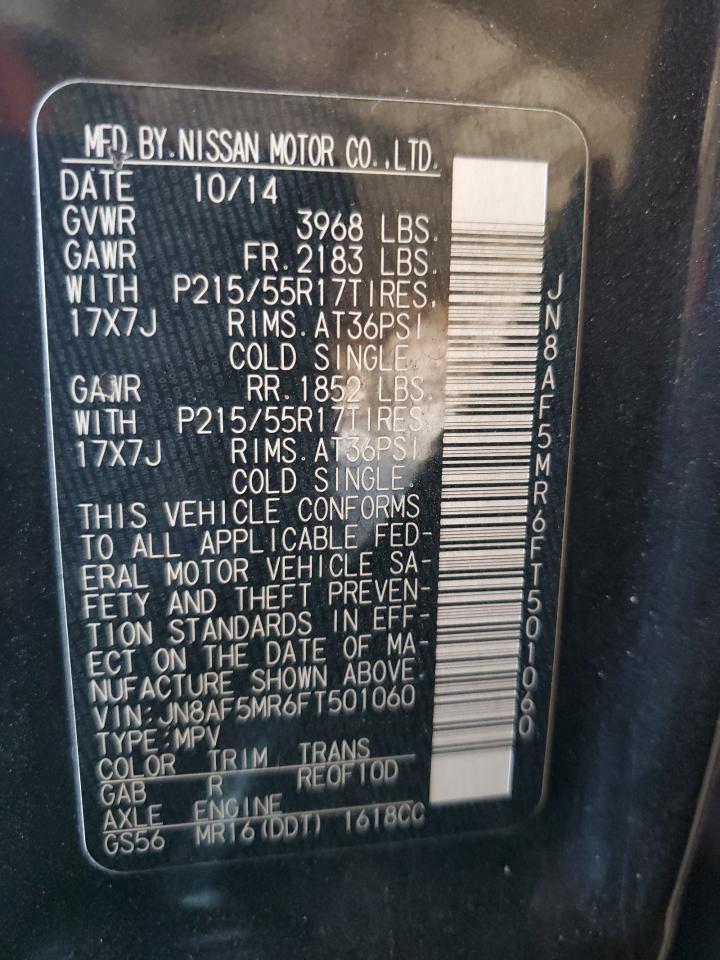 MFD BY.NISSAN MOTOR CO.,LTD.
DATE 10/14
GVWR 3968 LBS.
GAWR FR.2183 LBS.
WITH P215/55R17TIRES,
17X7J RIMS.AT36PSI
COLD SINGLE.
GAWR RR.1852 LBS.
WITH P215/55R17TIRES,
17X7J RIMS.AT36PSI
COLD SINGLE.
THIS VEHICLE CONFORMS
TO ALL APPLICABLE FED-
ERAL MOTOR VEHICLE SA-
FETY AND THEFT PREVEN-
TION STANDARDS IN EFF-
ECT ON THE DATE OF MA-
NUFACTURE SHOWN ABOVE.
VIN:JN8AF5MR6FT501060
TYPE:MPV
COLOR TRIM TRANS
GAB R REOF10D
AXLE ENGINE
GS56 MR16(DDT) 1618CC
JN8AF5MR6FT501060